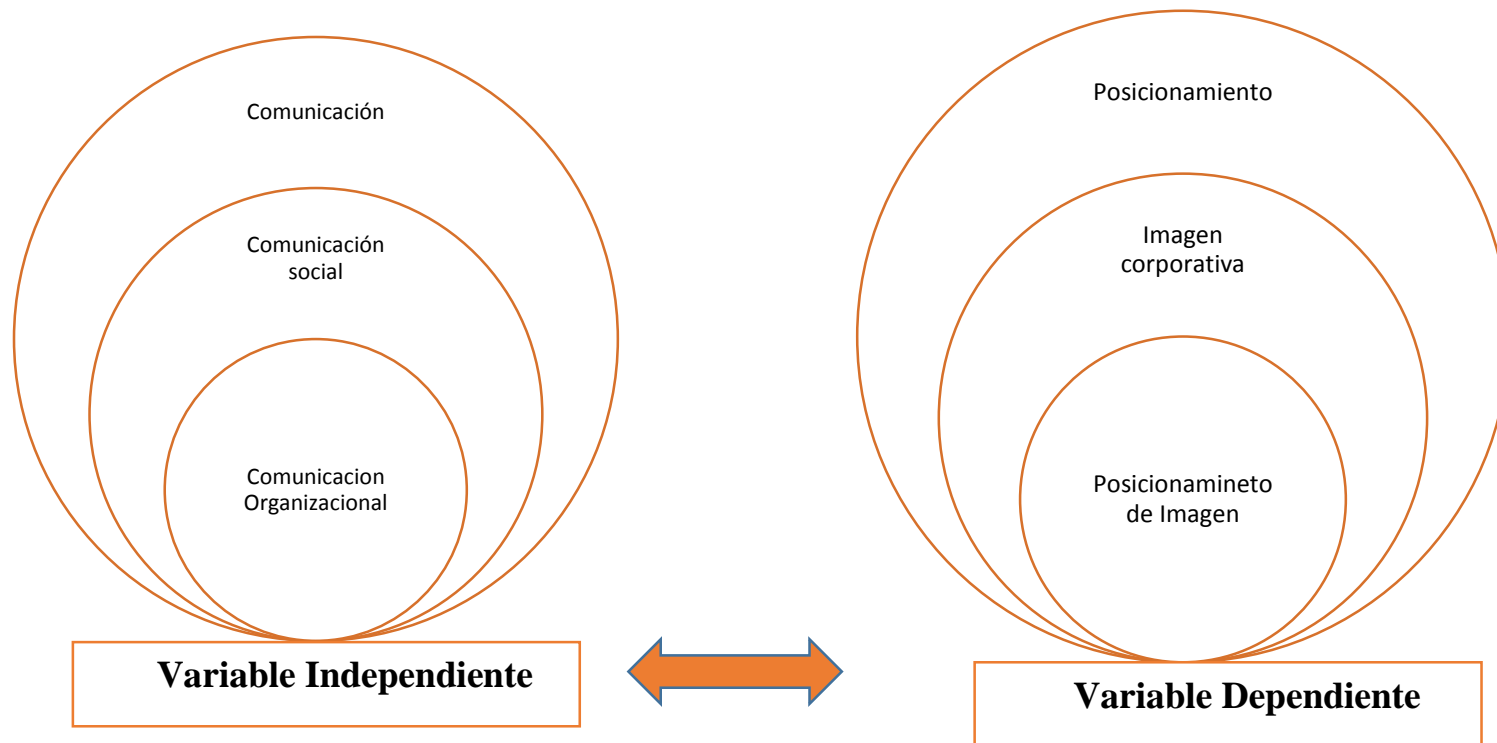 Comunicación
Comunicación
social
Comunicacion
Organizacional
Variable Independiente
Posicionamiento
Imagen
corporativa
Posicionamineto
de Imagen
Variable Dependiente